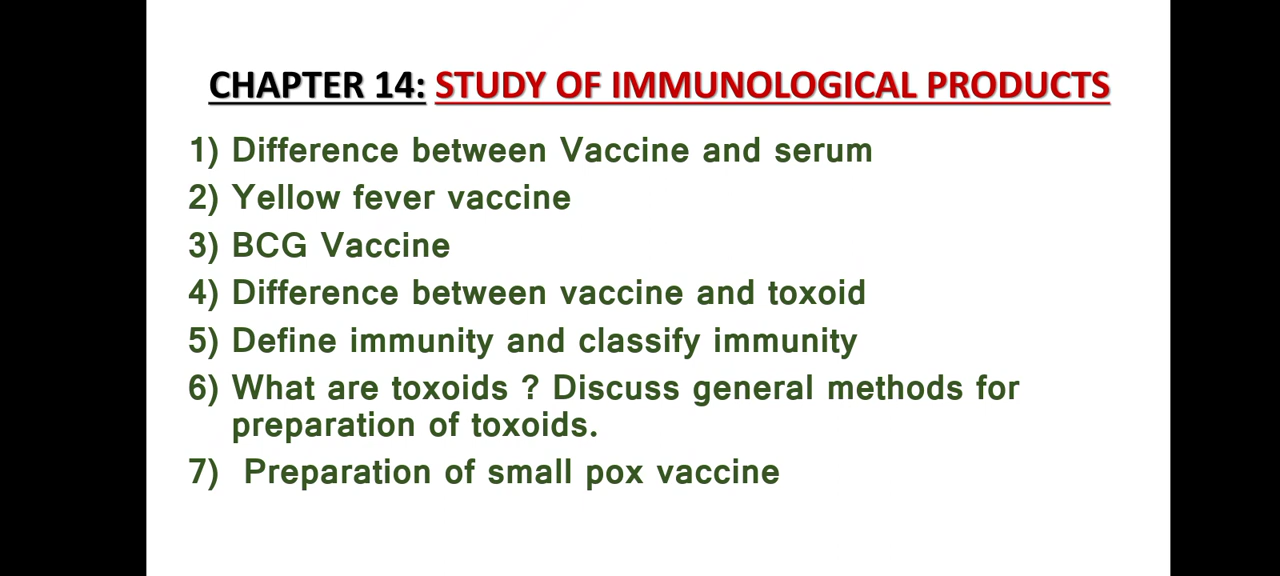 CHAPTER 14: STUDY OF IMMUNOLOGICAL PRODUCTS
1) Difference between Vaccine and serum
2) Yellow fever vaccine
3) BCG Vaccine
4) Difference between vaccine and toxoid
5) Define immunity and classify immunity
6) What are toxoids ? Discuss general methods for
preparation of toxoids.
7) Preparation of small pox vaccine